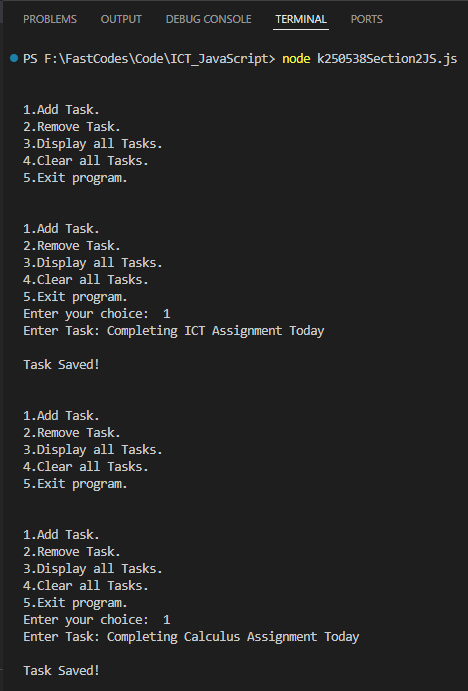 PROBLEMS OUTPUT DEBUG CONSOLE TERMINAL PORTS
PS F:\FastCodes\Code\ICT_JavaScript> node k250538Section2JS.js
1.Add Task.
2.Remove Task.
3.Display all Tasks.
4.Clear all Tasks.
5.Exit program.
1.Add Task.
2.Remove Task.
3.Display all Tasks.
4.Clear all Tasks.
5.Exit program.
Enter your choice:  1
Enter Task: Completing ICT Assignment Today
Task Saved!
1.Add Task.
2.Remove Task.
3.Display all Tasks.
4.Clear all Tasks.
5.Exit program.
1.Add Task.
2.Remove Task.
3.Display all Tasks.
4.Clear all Tasks.
5.Exit program.
Enter your choice:  1
Enter Task: Completing Calculus Assignment Today
Task Saved!